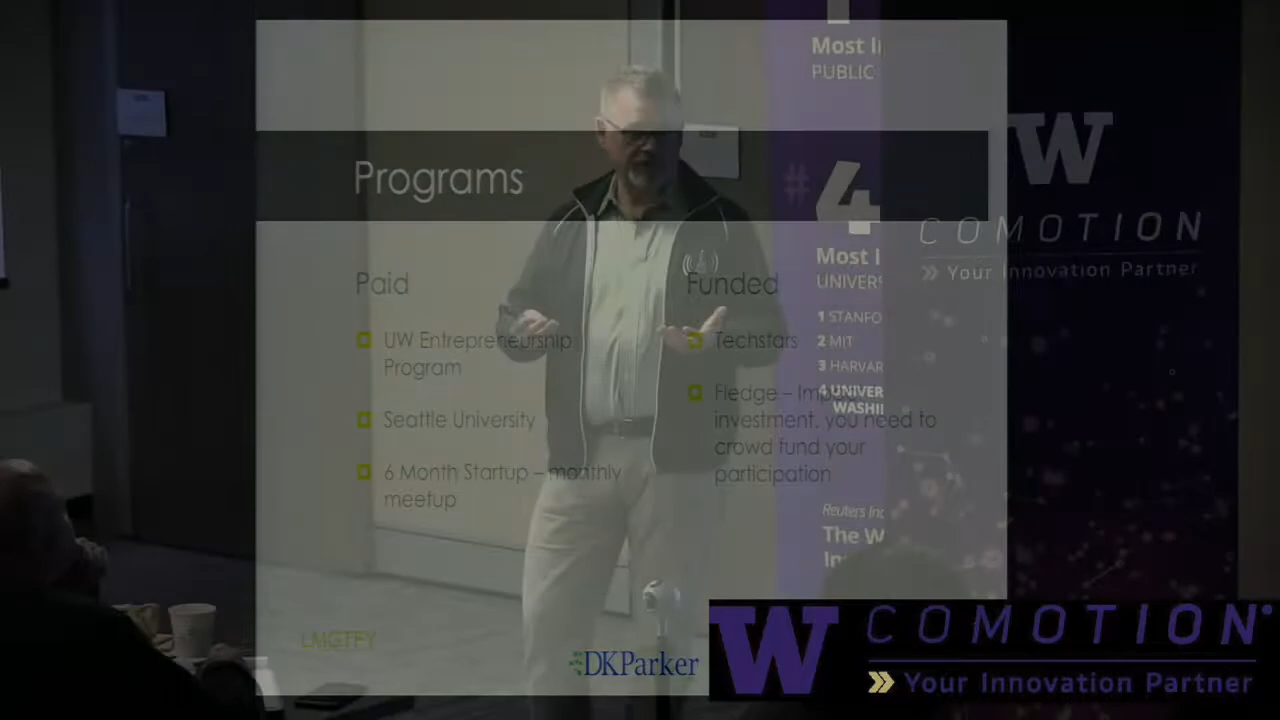 Most I
PUBLIC
W
COMOTION
Your Innovation Partner
Programs
#4
Most I
UNIVERS
1 STANFO
2 MIT
3 HARVAR
4 UNIVER
WASHI
Paid
UW Entrepreneurship
Program
Seattle University
6 Month Startup – monthly
meetup
Funded
Techstars
Fledge – Impact
investment, you need to
crowd fund your
participation
Reuters
The W
LMGTFY
DKParker
W COMOTION
Your Innovation Partner